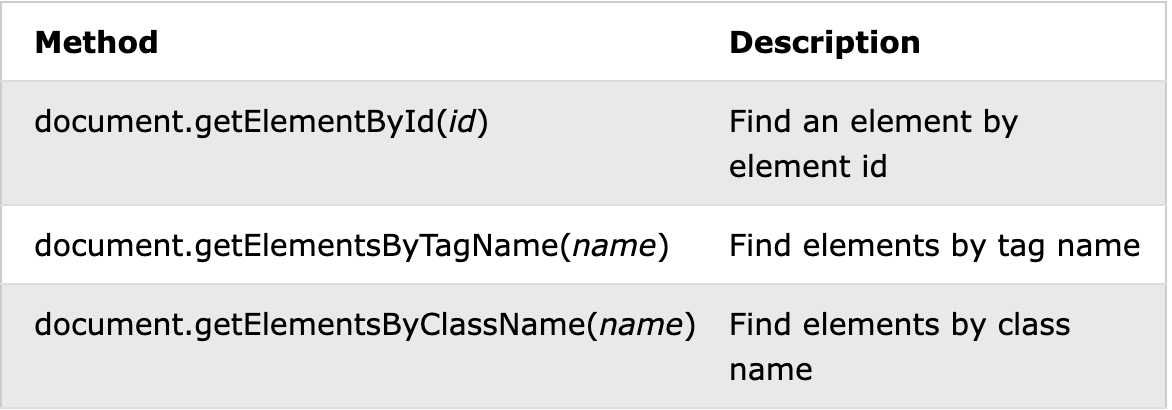 Method Description
document.getElementById(id) Find an element by
element id
document.getElementsByTagName(name) Find elements by tag name
document.getElementsByClassName(name) Find elements by class
name